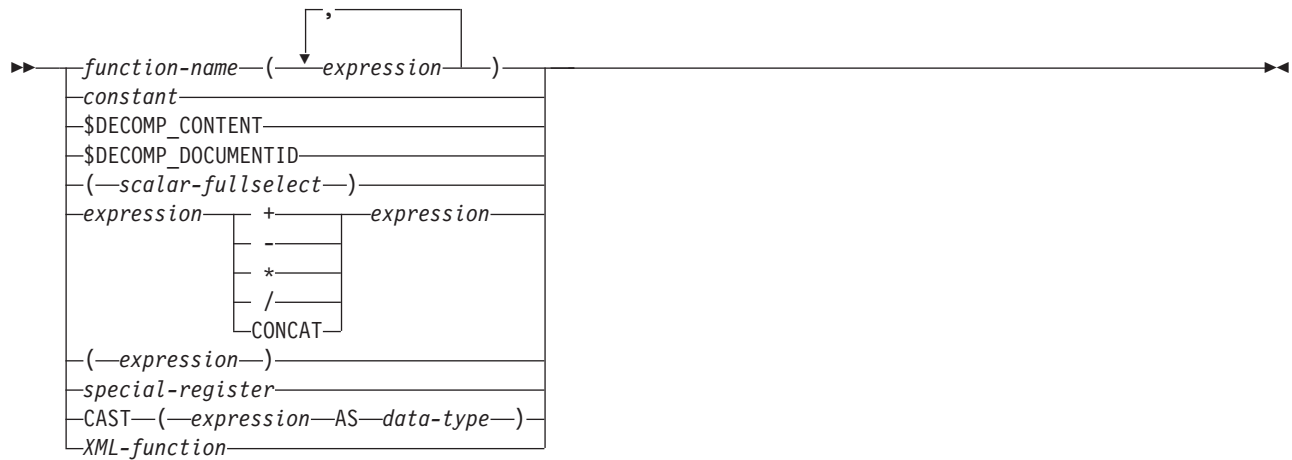 ,
function-name ( expression )
constant
$DECOMP_CONTENT
$DECOMP_DOCUMENTID
( scalar-fullselect )
expression + expression
-
*
/
CONCAT
( expression )
special-register
CAST ( expression AS data-type )
XML-function